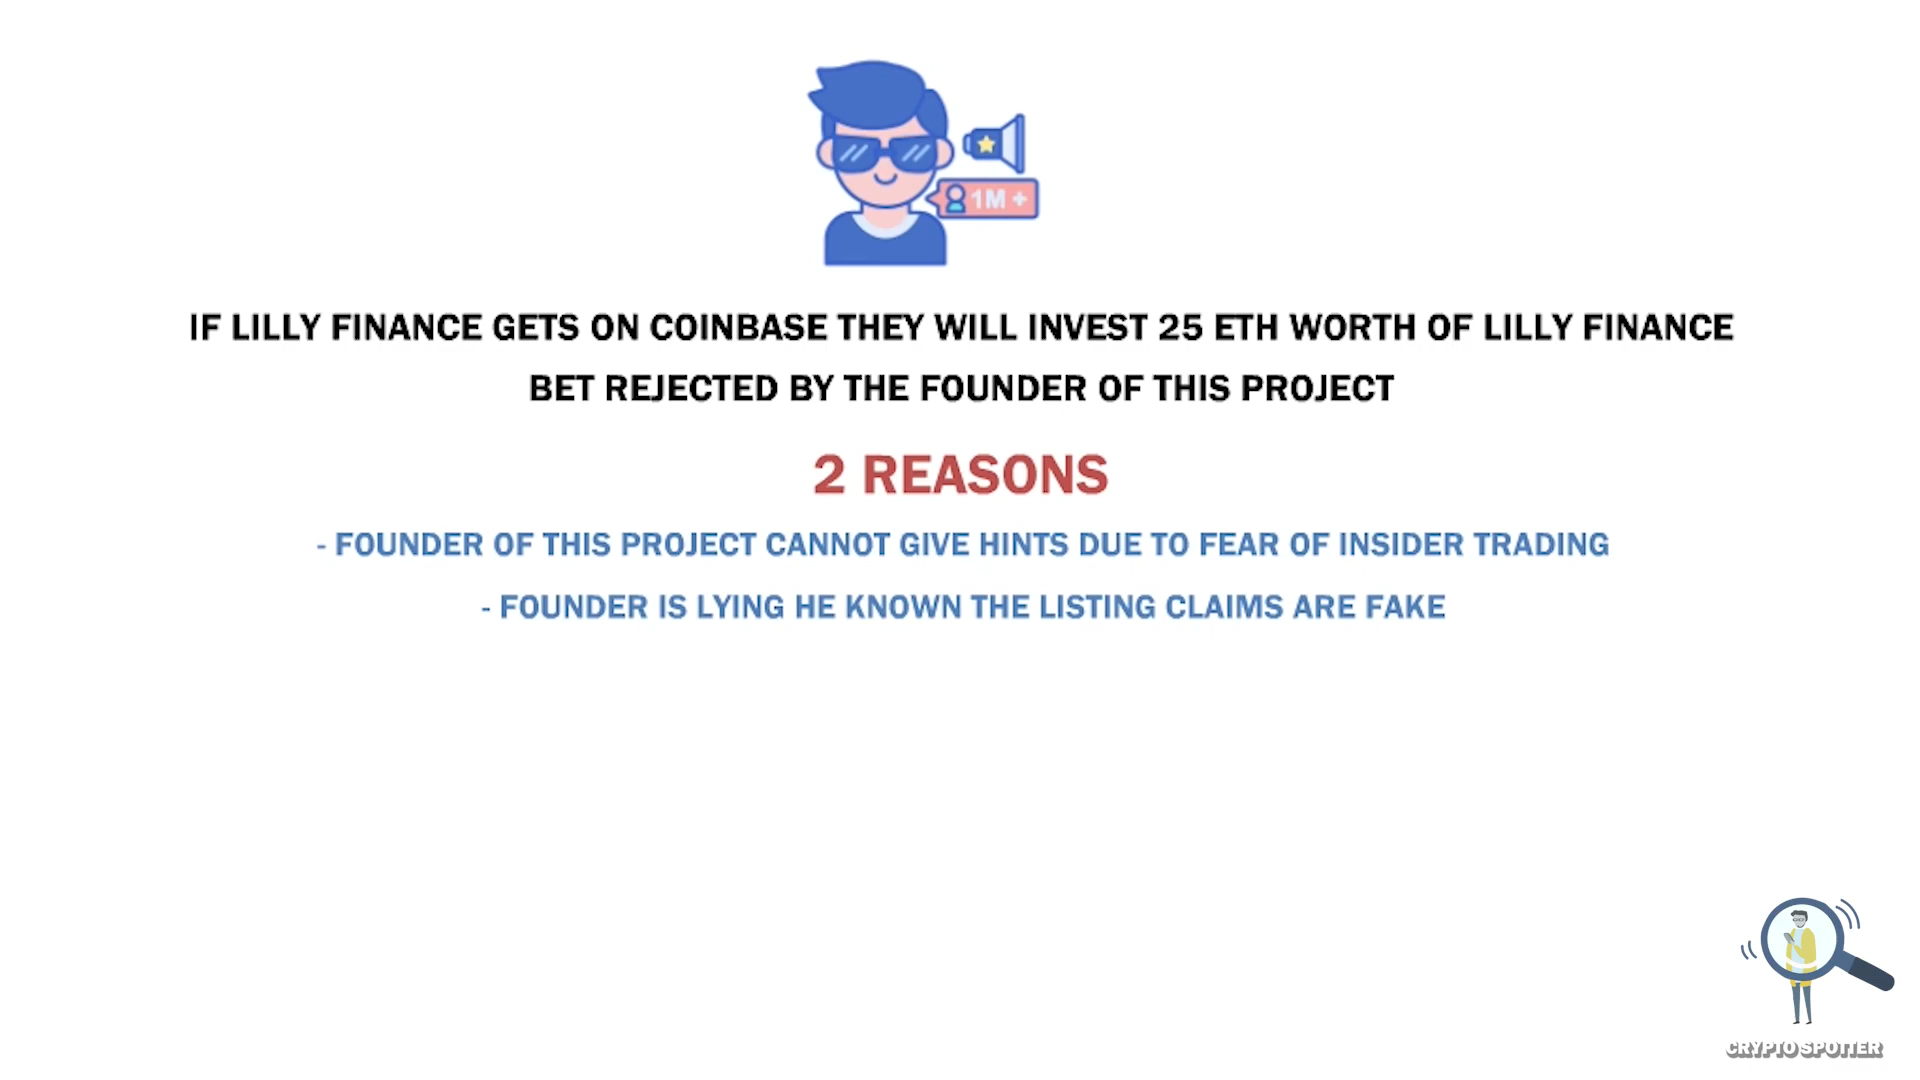 1M +
IF LILLY FINANCE GETS ON COINBASE THEY WILL INVEST 25 ETH WORTH OF LILLY FINANCE
BET REJECTED BY THE FOUNDER OF THIS PROJECT
2 REASONS
- FOUNDER OF THIS PROJECT CANNOT GIVE HINTS DUE TO FEAR OF INSIDER TRADING
- FOUNDER IS LYING HE KNOWN THE LISTING CLAIMS ARE FAKE
CRYPTO SPOTTER